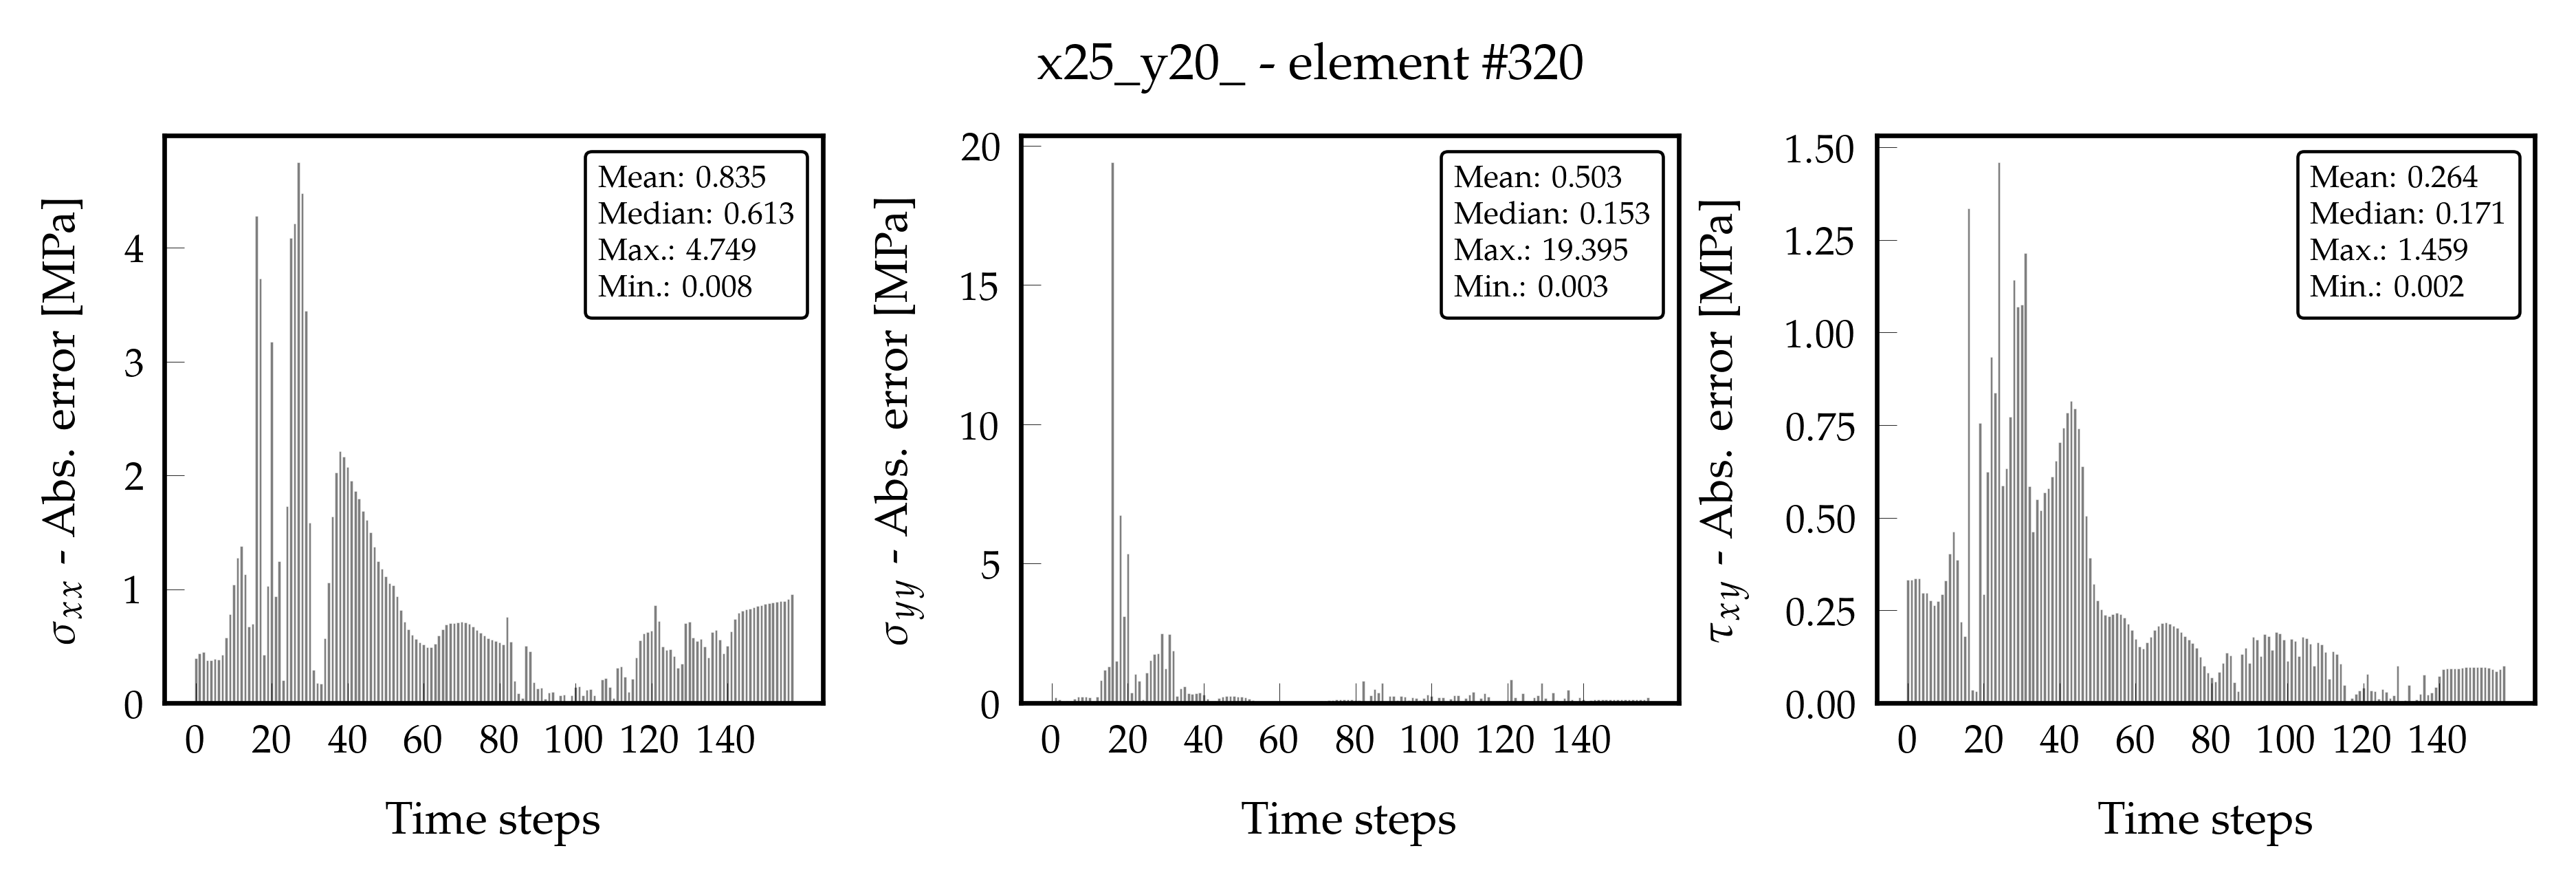 x25_y20_ - element #320
σxx - Abs. error [MPa]
4
3
2
1
0
0 20 40 60 80 100 120 140
Time steps
Mean: 0.835
Median: 0.613
Max.: 4.749
Min.: 0.008
σyy - Abs. error [MPa]
20
15
10
5
0
0 20 40 60 80 100 120 140
Time steps
Mean: 0.503
Median: 0.153
Max.: 19.395
Min.: 0.003
τxy - Abs. error [MPa]
1.50
1.25
1.00
0.75
0.50
0.25
0.00
0 20 40 60 80 100 120 140
Time steps
Mean: 0.264
Median: 0.171
Max.: 1.459
Min.: 0.002